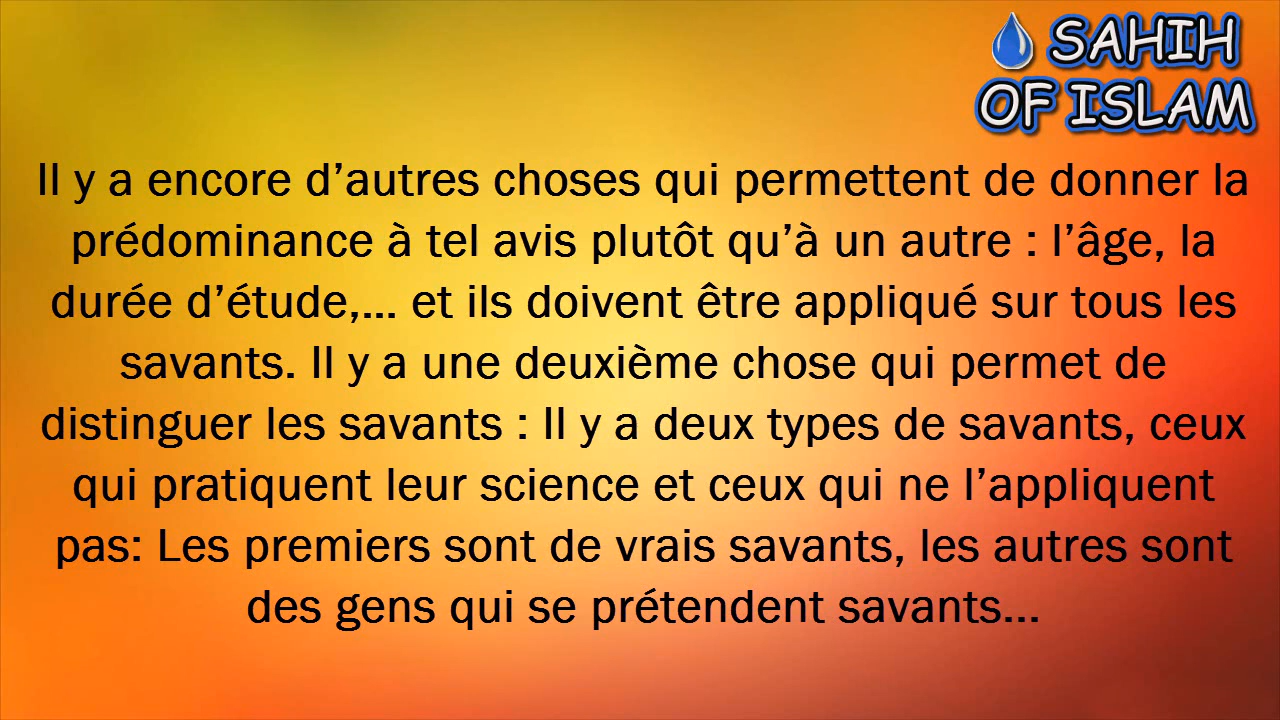 SAHIH
OF ISLAM
Il y a encore d’autres choses qui permettent de donner la
prédominance à tel avis plutôt qu’à un autre : l’âge, la
durée d’étude,... et ils doivent être appliqué sur tous les
savants. Il y a une deuxième chose qui permet de
distinguer les savants : Il y a deux types de savants, ceux
qui pratiquent leur science et ceux qui ne l’appliquent
pas: Les premiers sont de vrais savants, les autres sont
des gens qui se prétendent savants...